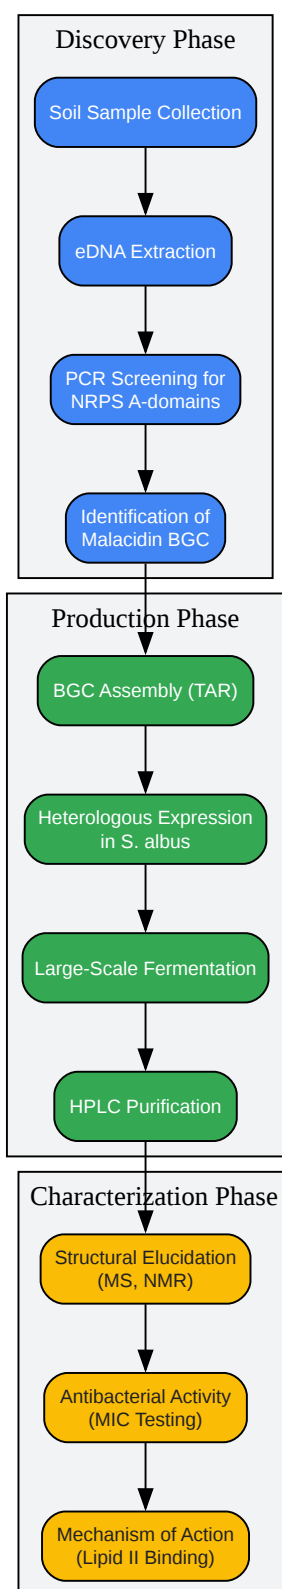 Discovery Phase
Soil Sample Collection
eDNA Extraction
PCR Screening for
NRPS A-domains
Identification of
Malacidin BGC
Production Phase
BGC Assembly (TAR)
Heterologous Expression
in S. albus
Large-Scale Fermentation
HPLC Purification
Characterization Phase
Structural Elucidation
(MS, NMR)
Antibacterial Activity
(MIC Testing)
Mechanism of Action
(Lipid II Binding)